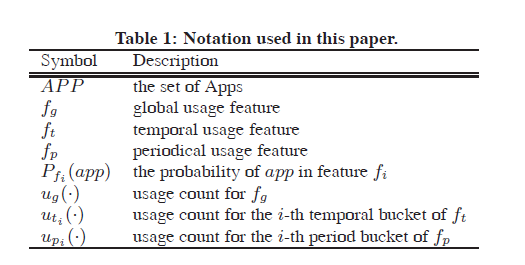 Table 1: Notation used in this paper.
Symbol Description
APP the set of Apps
f_g global usage feature
f_t temporal usage feature
f_p periodical usage feature
P_{f_i}(app) the probability of app in feature f_i
u_g(·) usage count for f_g
u_{t_i}(·) usage count for the i-th temporal bucket of f_t
u_{p_i}(·) usage count for the i-th period bucket of f_p